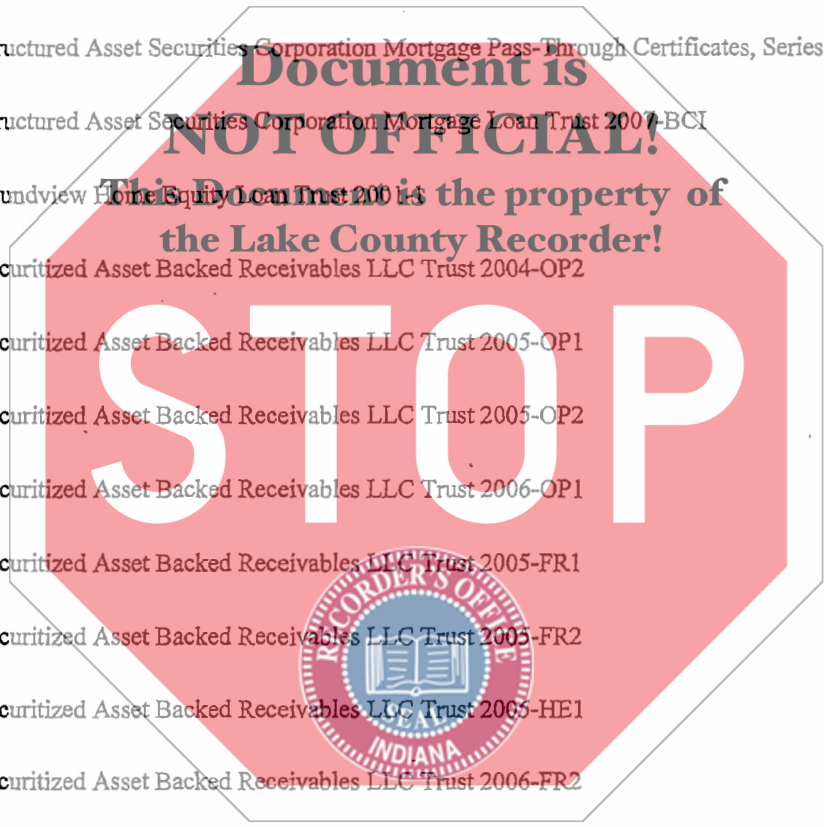 ructured Asset Securities Corporation Mortgage Pass-Through Certificates, Series
Document is
ructured Asset Securities Corporation Mortgage Loan Trust 2007-BCI
NOT OFFICIAL!
undview Home Equity Loan Trust 2001-1
This Document is the property of
the Lake County Recorder!
curitized Asset Backed Receivables LLC Trust 2004-OP2
STOP
curitized Asset Backed Receivables LLC Trust 2005-OP1
curitized Asset Backed Receivables LLC Trust 2005-OP2
curitized Asset Backed Receivables LLC Trust 2006-OP1
curitized Asset Backed Receivables LLC Trust 2005-FR1
RECORDER'S OFFICE
curitized Asset Backed Receivables LLC Trust 2005-FR2
curitized Asset Backed Receivables LLC Trust 2005-HE1
SEAL
INDIANA
curitized Asset Backed Receivables LLC Trust 2006-FR2